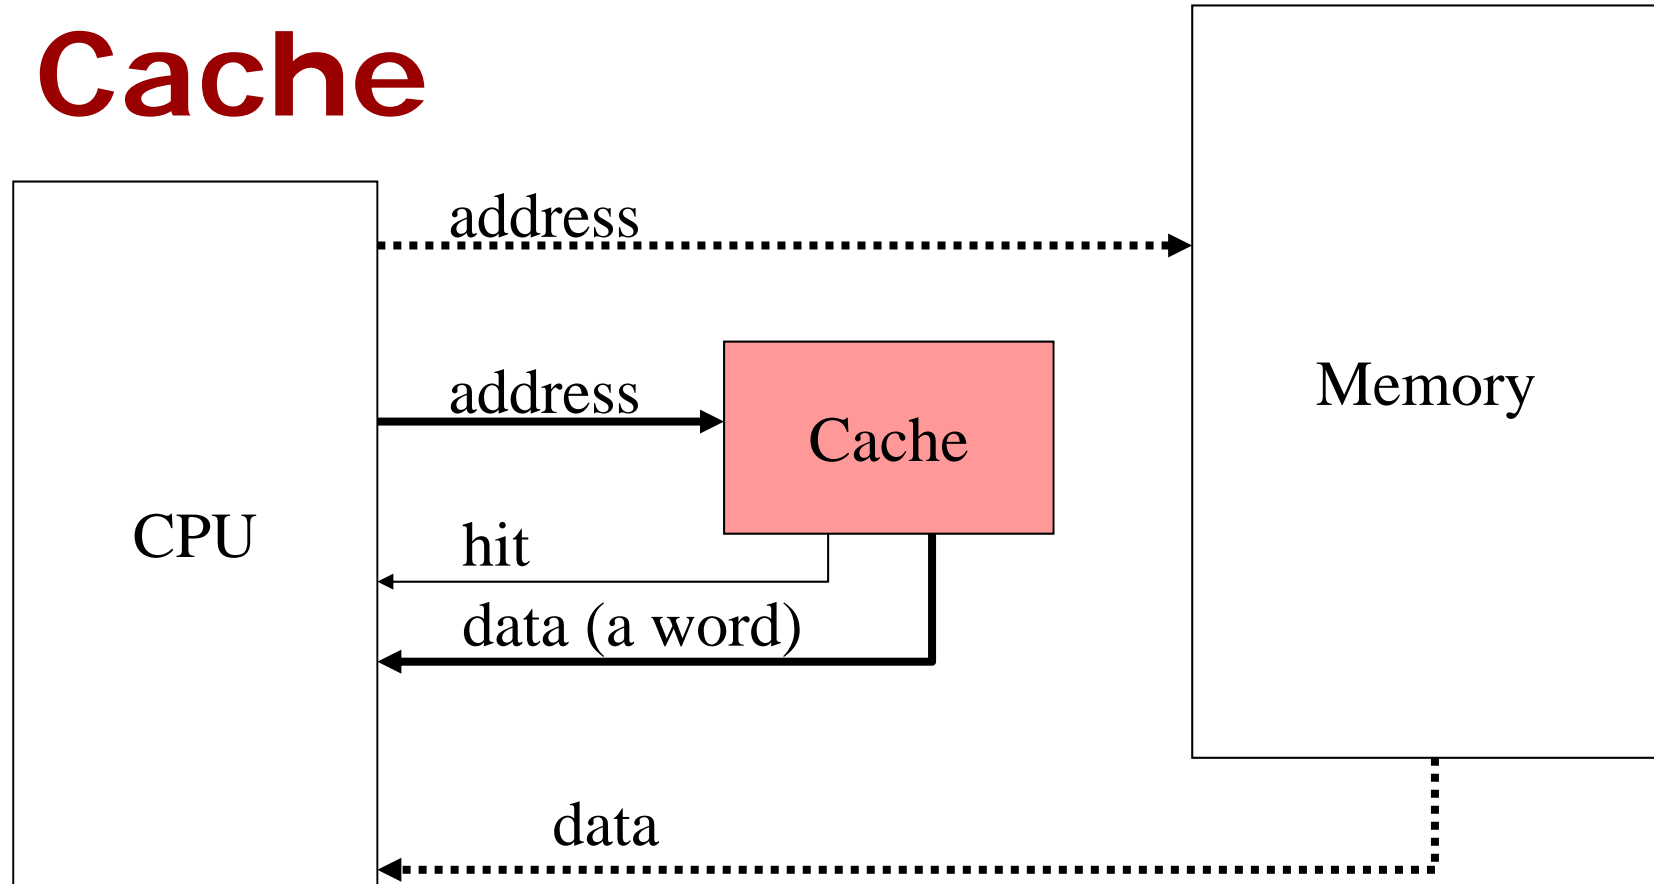 Cache
address
address
Cache
Memory
CPU
hit
data (a word)
data